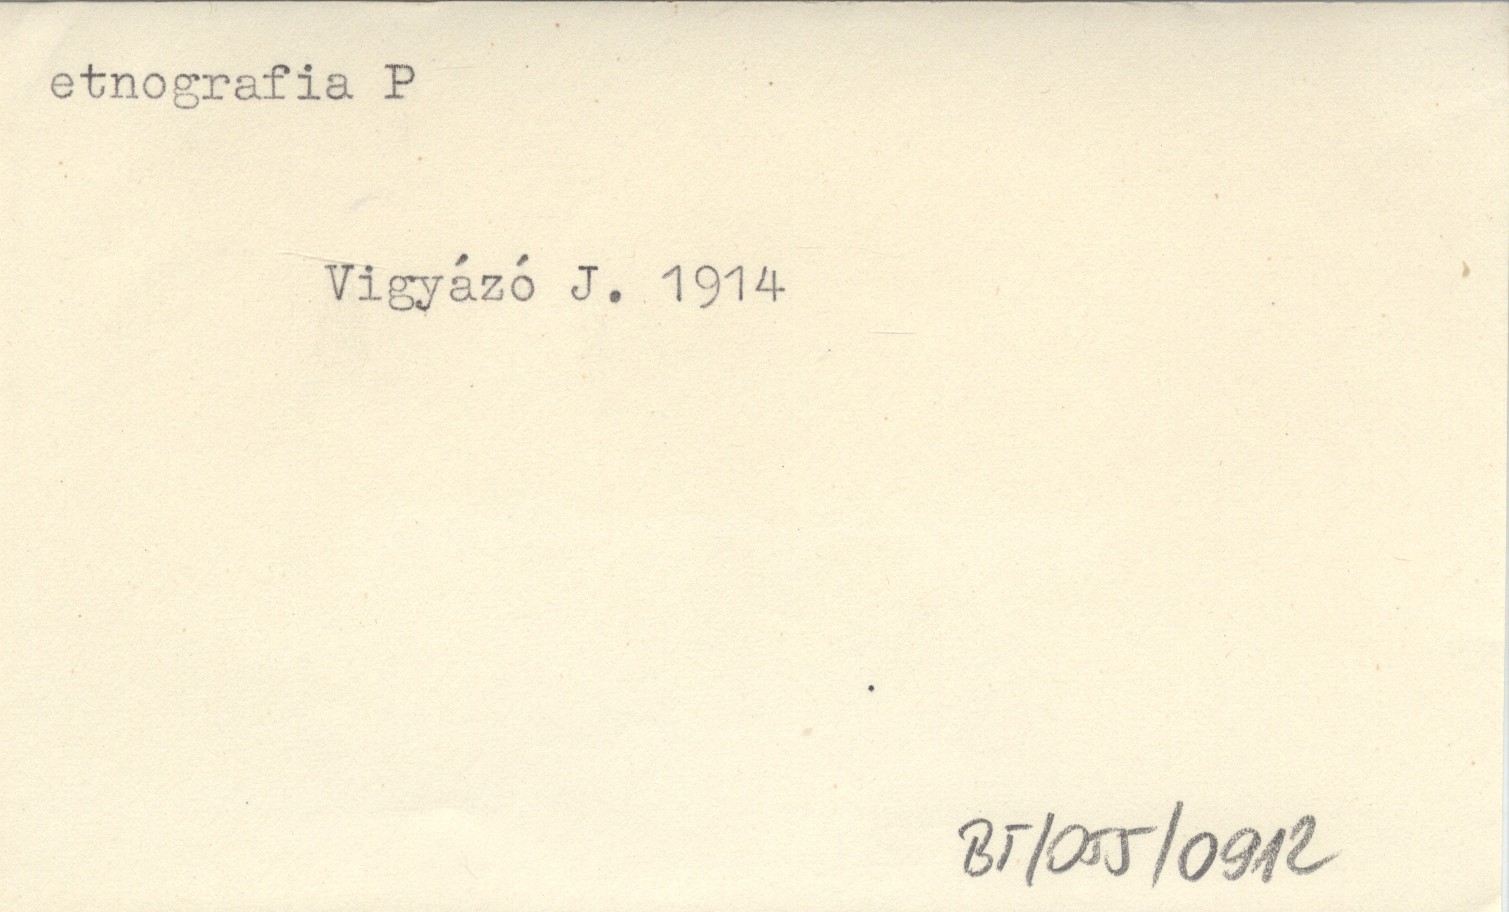 etnografia P
Vigyázó J. 1914
BT/055/0912